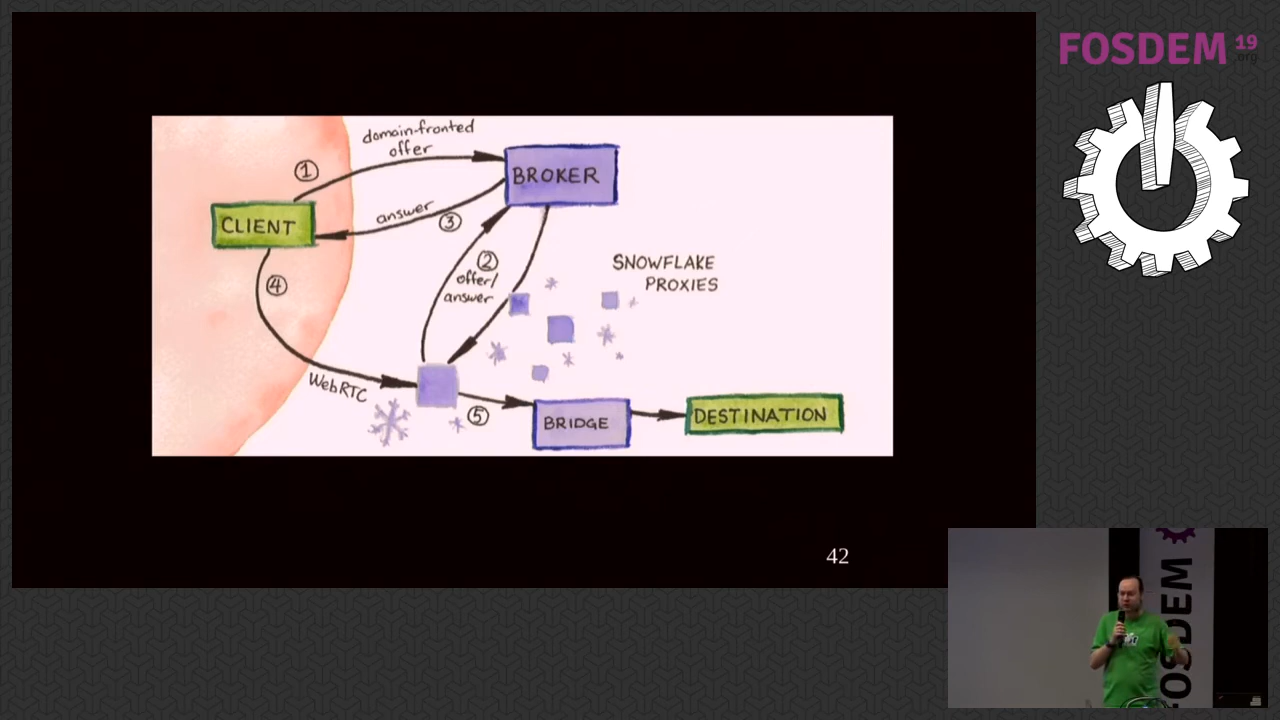 FOSDEM 19
.org
domain-fronted
offer
①
BROKER
CLIENT
answer
③
②
offer/
answer
④
SNOWFLAKE
PROXIES
WebRTC
⑤
BRIDGE
DESTINATION
42
FOSDEM